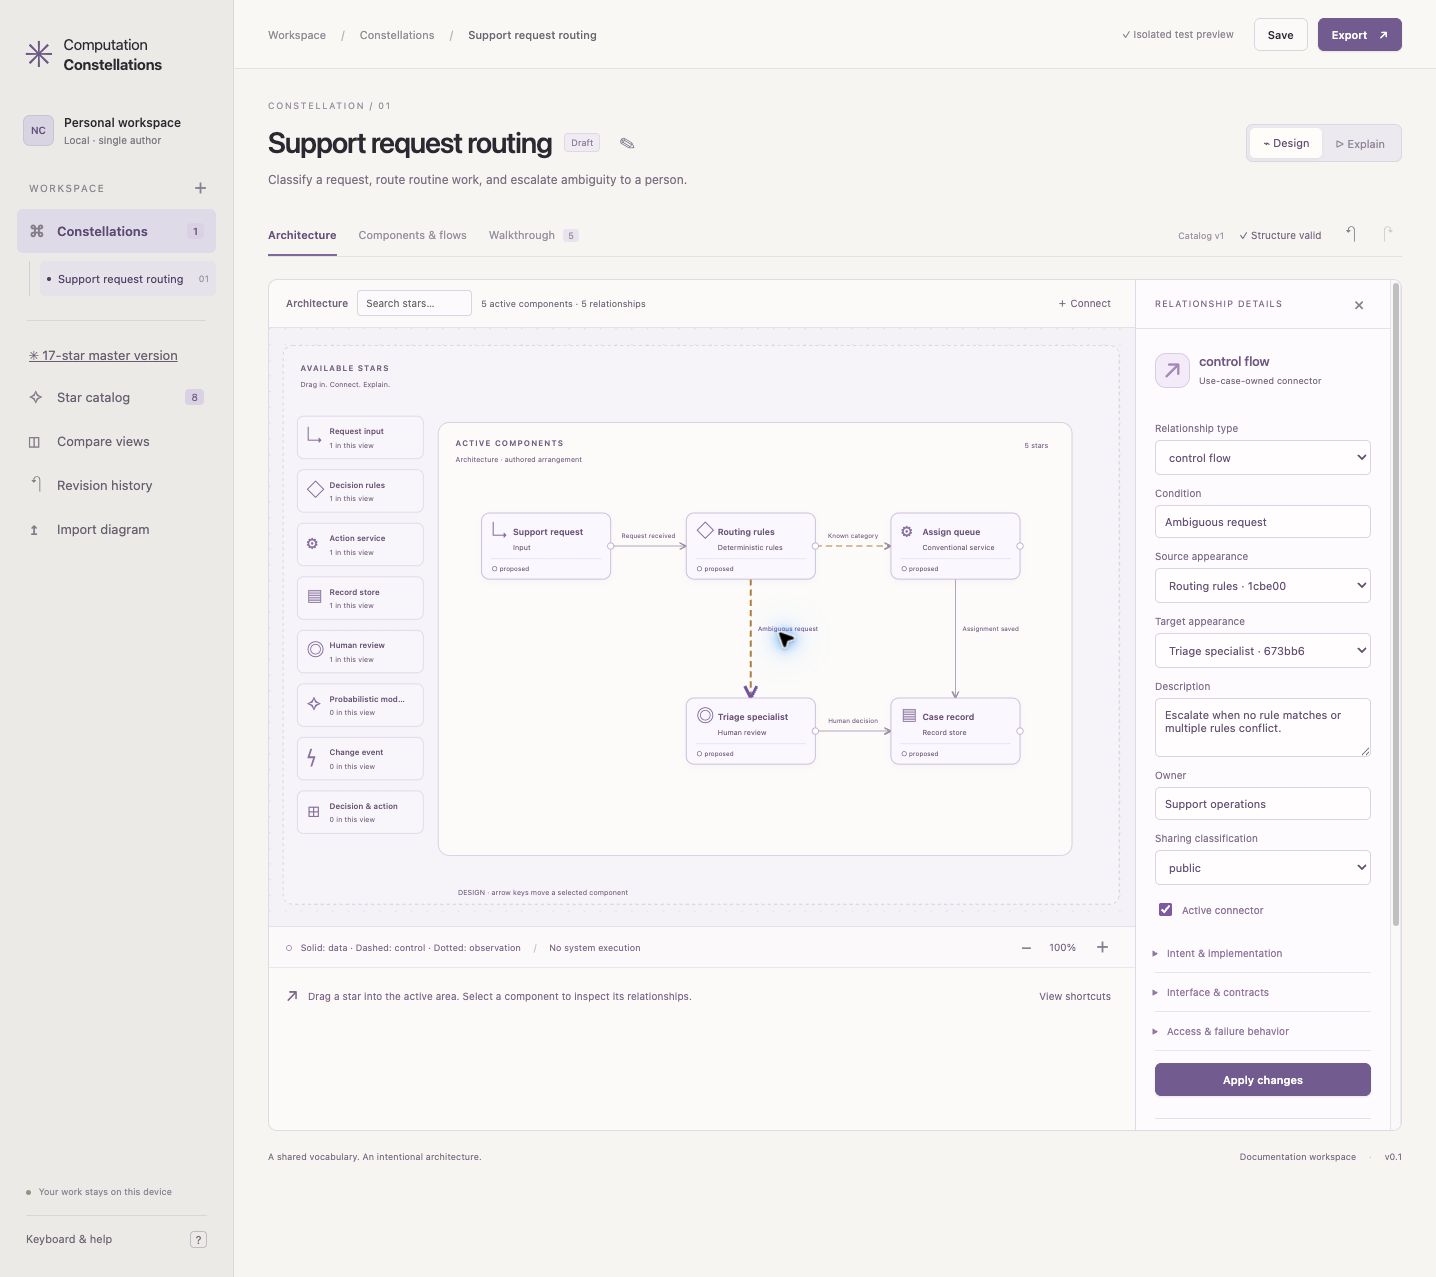 Computation
Constellations
NC
Personal workspace
Local · single author
WORKSPACE
Constellations
1
Support request routing
01
17-star master version
Star catalog
8
Compare views
Revision history
Import diagram
Your work stays on this device
Keyboard & help
?
Workspace / Constellations / Support request routing
✓ Isolated test preview
Save
Export
CONSTELLATION / 01
Support request routing
Draft
Classify a request, route routine work, and escalate ambiguity to a person.
Design
Explain
Architecture
Components & flows
Walkthrough
5
Catalog v1
✓ Structure valid
Architecture
Search stars...
5 active components · 5 relationships
+ Connect
AVAILABLE STARS
Drag in. Connect. Explain.
Request input
1 in this view
Decision rules
1 in this view
Action service
1 in this view
Record store
1 in this view
Human review
1 in this view
Probabilistic mod...
0 in this view
Change event
0 in this view
Decision & action
0 in this view
ACTIVE COMPONENTS
Architecture · authored arrangement
5 stars
Support request
Input
proposed
Request received
Routing rules
Deterministic rules
proposed
Known category
Assign queue
Conventional service
proposed
Ambiguous request
Assignment saved
Triage specialist
Human review
proposed
Human decision
Case record
Record store
proposed
DESIGN · arrow keys move a selected component
Solid: data · Dashed: control · Dotted: observation / No system execution
− 100% +
Drag a star into the active area. Select a component to inspect its relationships.
View shortcuts
RELATIONSHIP DETAILS
×
control flow
Use-case-owned connector
Relationship type
control flow
Condition
Ambiguous request
Source appearance
Routing rules · 1cbe00
Target appearance
Triage specialist · 673bb6
Description
Escalate when no rule matches or
multiple rules conflict.
Owner
Support operations
Sharing classification
public
Active connector
Intent & implementation
Interface & contracts
Access & failure behavior
Apply changes
A shared vocabulary. An intentional architecture.
Documentation workspace · v0.1